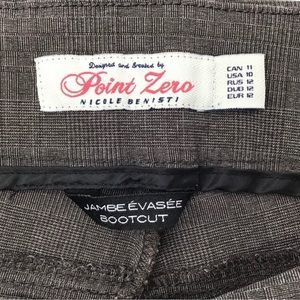 Designed and Created by
Point Zero
NICOLE BENISTI
CAN 11
USA 10
RUS 12
DUO 12
EUR 12
JAMBE ÉVASÉE
BOOTCUT